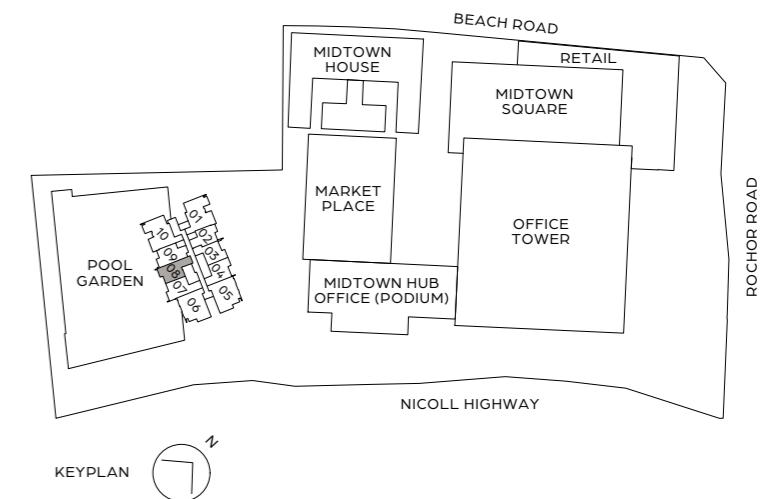 BEACH ROAD
MIDTOWN
HOUSE
RETAIL
MIDTOWN
SQUARE
MARKET
PLACE
OFFICE
TOWER
ROCHOR ROAD
01
02
03
04
05
10
09
08
07
06
POOL
GARDEN
MIDTOWN HUB
OFFICE (PODIUM)
NICOLL HIGHWAY
N
KEYPLAN